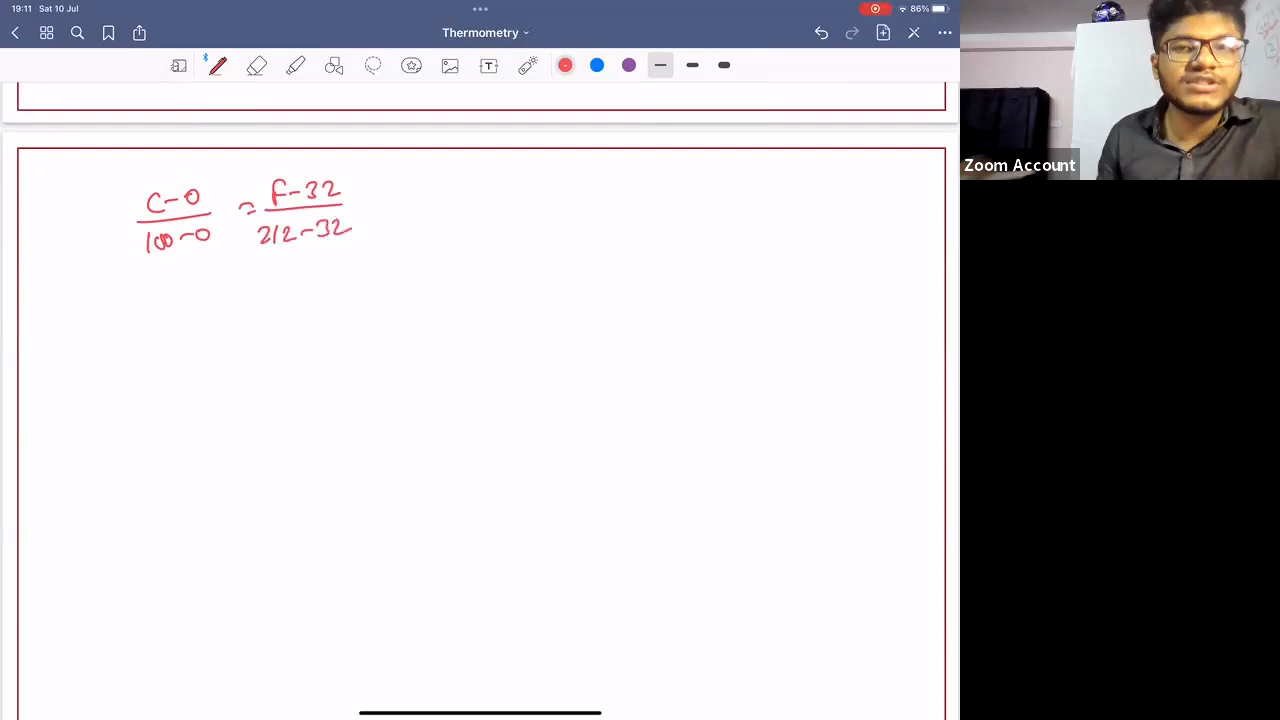 19:11 Sat 10 Jul
86%
Thermometry
Zoom Account
C-0/100-0 = F-32/212-32